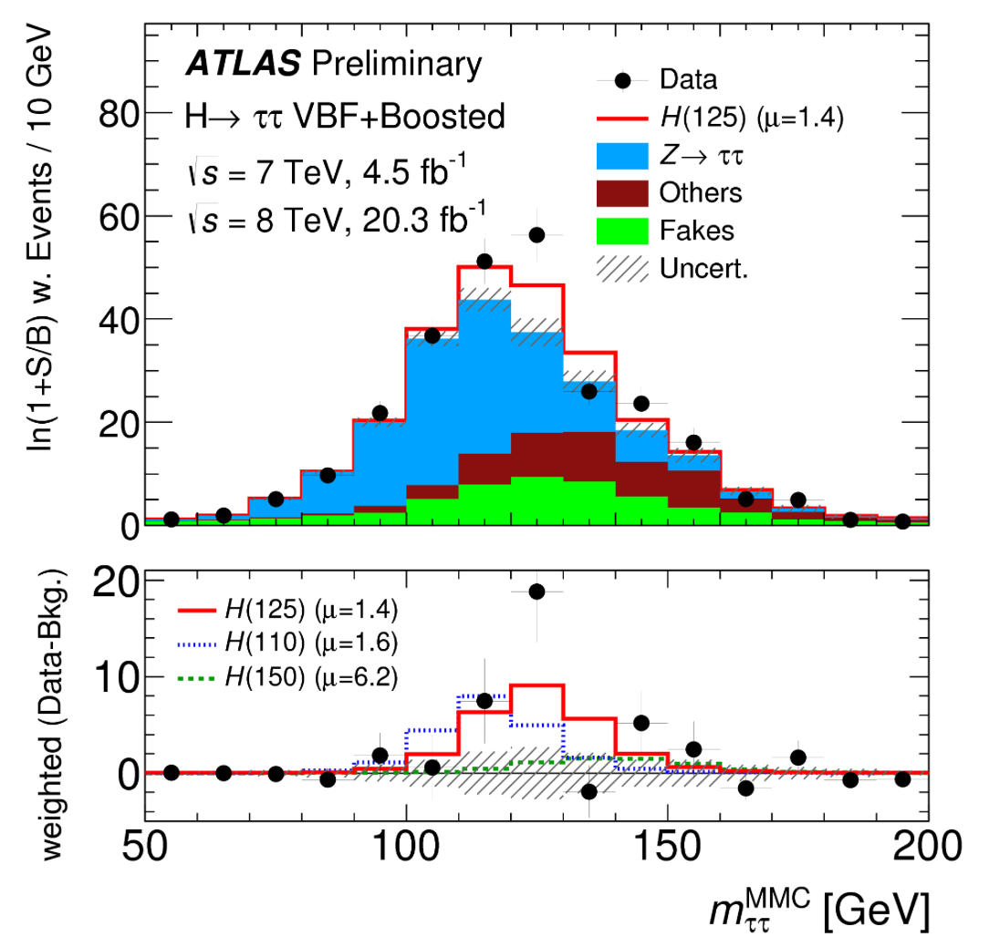 ATLAS Preliminary
H→ ττ VBF+Boosted
√s = 7 TeV, 4.5 fb⁻¹
√s = 8 TeV, 20.3 fb⁻¹
Data
H(125) (μ=1.4)
Z→ ττ
Others
Fakes
Uncert.
ln(1+S/B) w. Events / 10 GeV
80
60
40
20
0
weighted (Data-Bkg.)
20
10
0
H(125) (μ=1.4)
H(110) (μ=1.6)
H(150) (μ=6.2)
50 100 150 200
m_ττ^MMC [GeV]